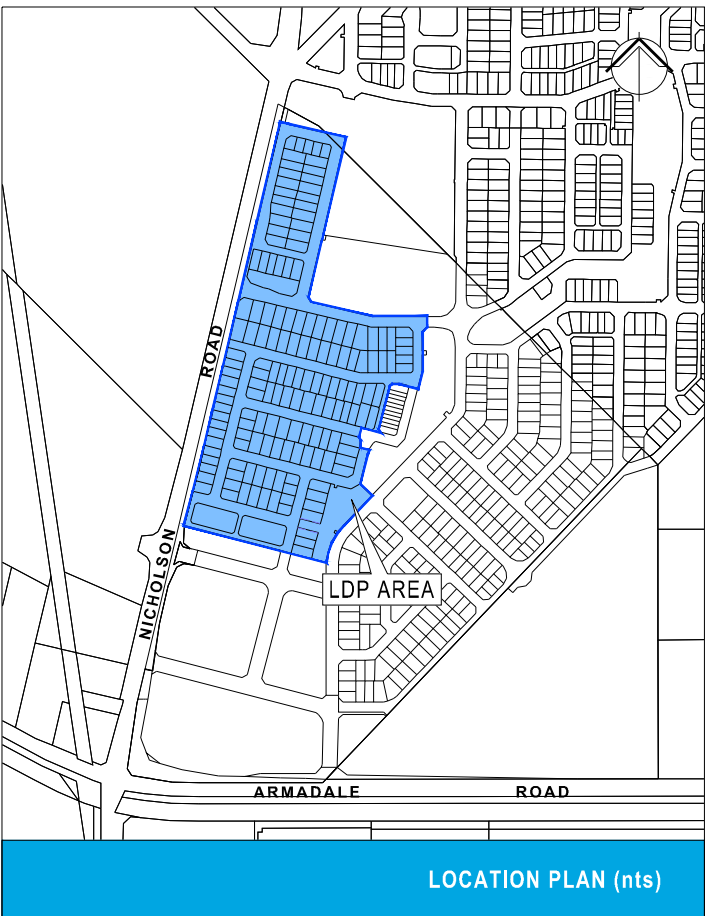 ROAD
NICHOLSON
LDP AREA
ARMADALE ROAD
LOCATION PLAN (nts)